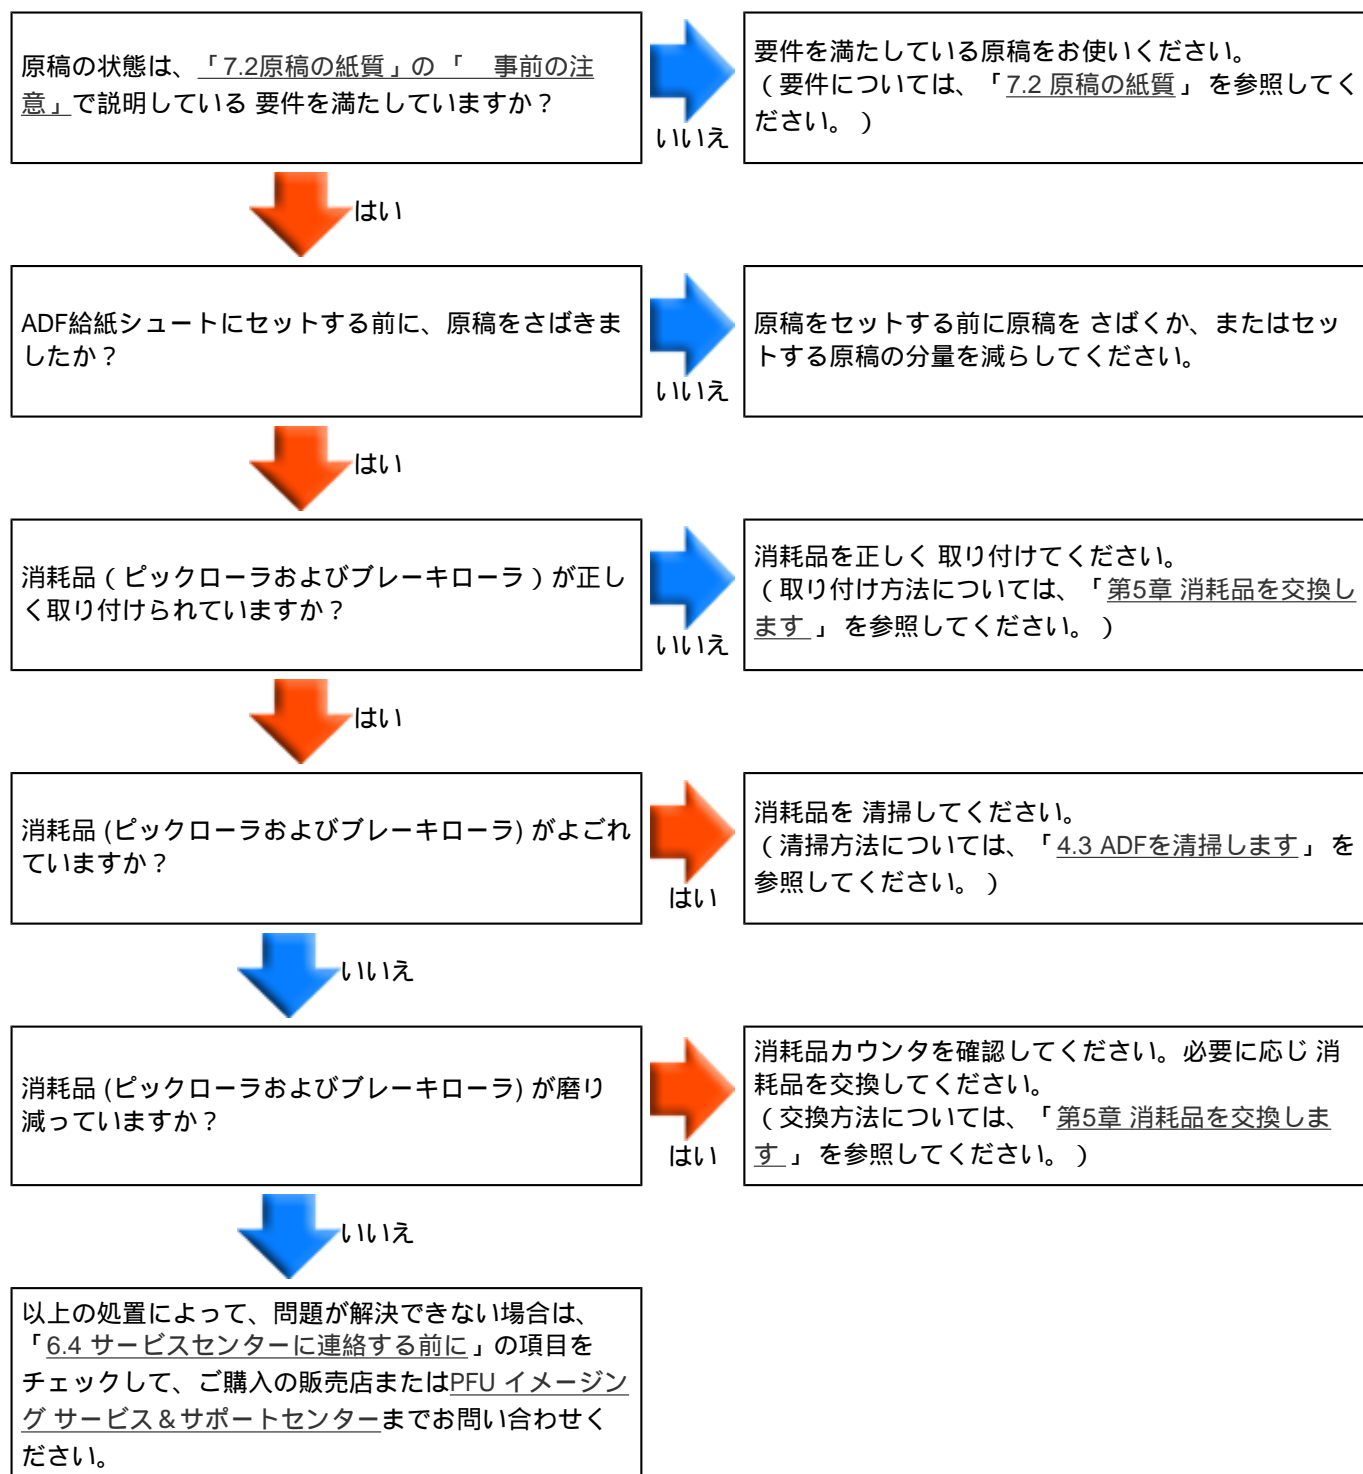 原稿の状態は、「7.2原稿の紙質」の「　事前の注
意」で説明している 要件を満たしていますか？
いいえ
要件を満たしている原稿をお使いください。
（要件については、「7.2 原稿の紙質」 を参照してく
ださい。）
はい
ADF給紙シュートにセットする前に、原稿をさばきま
したか？
いいえ
原稿をセットする前に原稿を さばくか、またはセッ
トする原稿の分量を減らしてください。
はい
消耗品（ピックローラおよびブレーキローラ）が正し
く取り付けられていますか？
いいえ
消耗品を正しく 取り付けてください。
（取り付け方法については、「第5章 消耗品を交換し
ます 」 を参照してください。）
はい
消耗品 (ピックローラおよびブレーキローラ) がよごれ
ていますか？
はい
消耗品を 清掃してください。
（清掃方法については、「4.3 ADFを清掃します」 を
参照してください。）
いいえ
消耗品 (ピックローラおよびブレーキローラ) が磨り
減っていますか？
はい
消耗品カウンタを確認してください。必要に応じ 消
耗品を交換してください。
（交換方法については、「第5章 消耗品を交換しま
す 」 を参照してください。）
いいえ
以上の処置によって、問題が解決できない場合は、
「6.4 サービスセンターに連絡する前に」の項目を
チェックして、ご購入の販売店またはPFU イメージン
グ サービス＆サポートセンターまでお問い合わせく
ださい。